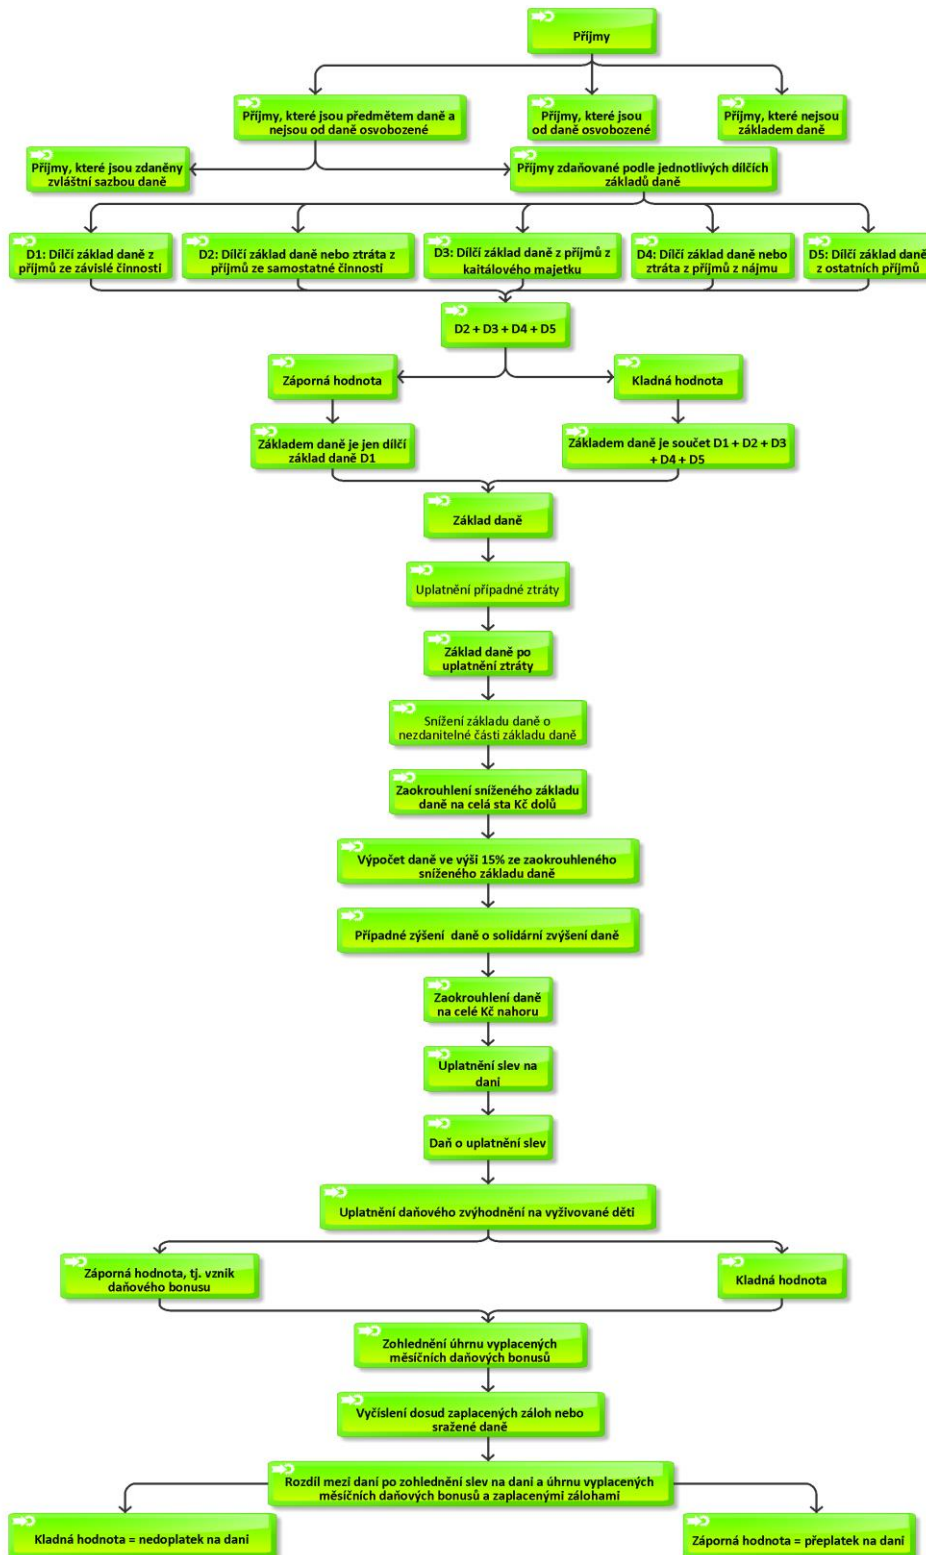 Příjmy
Příjmy, které jsou předmětem daně a
nejsou od daně osvobozené
Příjmy, které jsou
od daně osvobozené
Příjmy, které nejsou
základem daně
Příjmy, které jsou zdaněny
zvláštní sazbou daně
Příjmy zdaňované podle jednotlivých dílčích
základů daně
D1: Dílčí základ daně z
příjmů ze závislé činnosti
D2: Dílčí základ daně nebo ztráta z
příjmů ze samostatné činnosti
D3: Dílčí základ daně z příjmů z
kaitálového majetku
D4: Dílčí základ daně nebo
ztráta z příjmů z nájmu
D5: Dílčí základ daně
z ostatních příjmů
D2 + D3 + D4 + D5
Záporná hodnota
Kladná hodnota
Základem daně je jen dílčí
základ daně D1
Základem daně je součet D1 + D2 + D3
+ D4 + D5
Základ daně
Uplatnění případné ztráty
Základ daně po
uplatnění ztráty
Snížení základu daně o
nezdanitelné části základu daně
Zaokrouhlení sníženého základu
daně na celá sta Kč dolů
Výpočet daně ve výši 15% ze zaokrouhleného
sníženého základu daně
Případné zýšení daně o solidární zvýšení daně
Zaokrouhlení daně
na celé Kč nahoru
Uplatnění slev na
dani
Daň o uplatnění slev
Uplatnění daňového zvýhodnění na vyživované děti
Záporná hodnota, tj. vznik
daňového bonusu
Kladná hodnota
Zohlednění úhrnu vyplacených
měsíčních daňových bonusů
Vyčíslení dosud zaplacených záloh nebo
sražené daně
Rozdíl mezi daní po zohlednění slev na dani a úhrnu vyplacených
měsíčních daňových bonusů a zaplacenými zálohami
Kladná hodnota = nedoplatek na dani
Záporná hodnota = přeplatek na dani